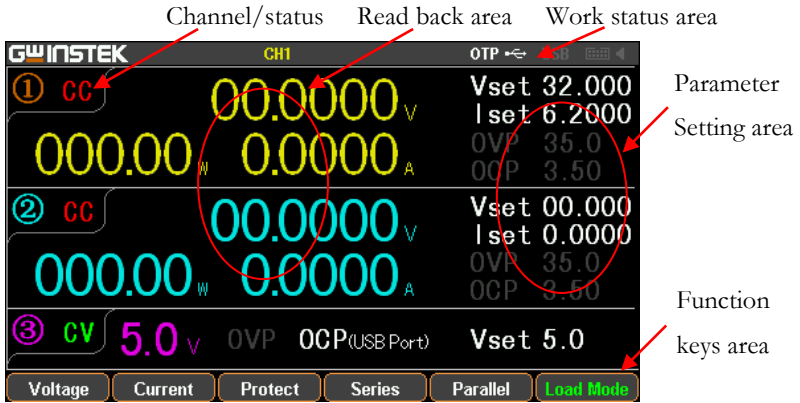 Channel/status Read back area Work status area
GWINSTEK CH1 OTP USB
① CC 00.0000 V Vset 32.000
Iset 6.2000
000.00 W 0.0000 A OVP 35.0
OCP 3.50
Parameter
Setting area
② CC 00.0000 V Vset 00.000
Iset 0.0000
000.00 W 0.0000 A OVP 35.0
OCP 3.50
③ CV 5.0 V OVP OCP(USB Port) Vset 5.0
Function
keys area
Voltage Current Protect Series Parallel Load Mode